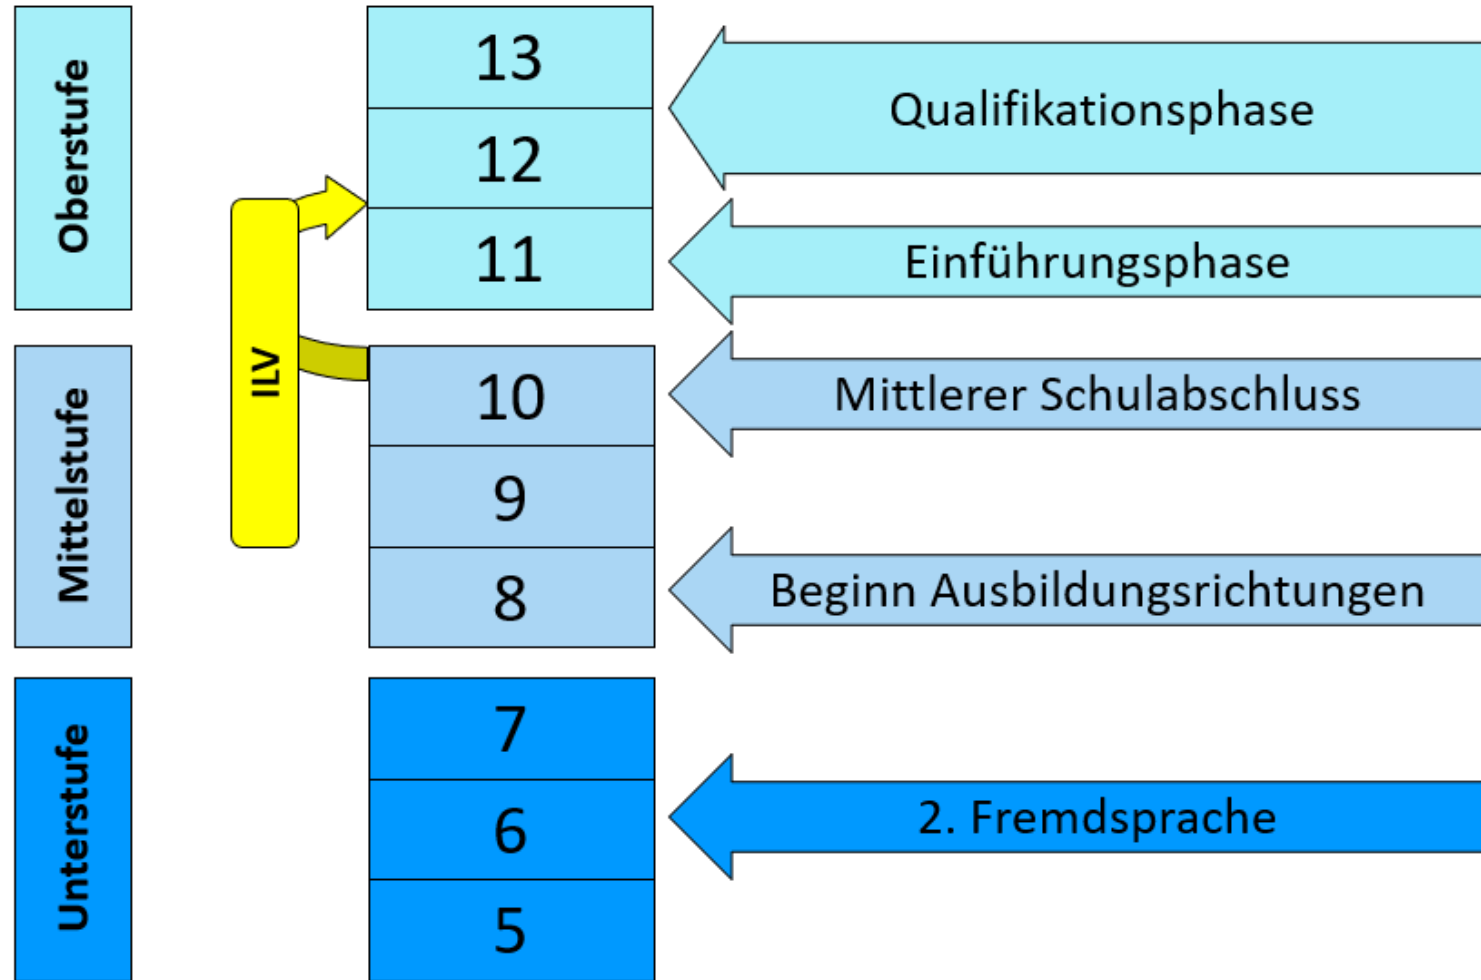 Oberstufe
13
12
11
Qualifikationsphase
Einführungsphase
ILV
Mittelstufe
10
9
8
Mittlerer Schulabschluss
Beginn Ausbildungsrichtungen
Unterstufe
7
6
5
2. Fremdsprache